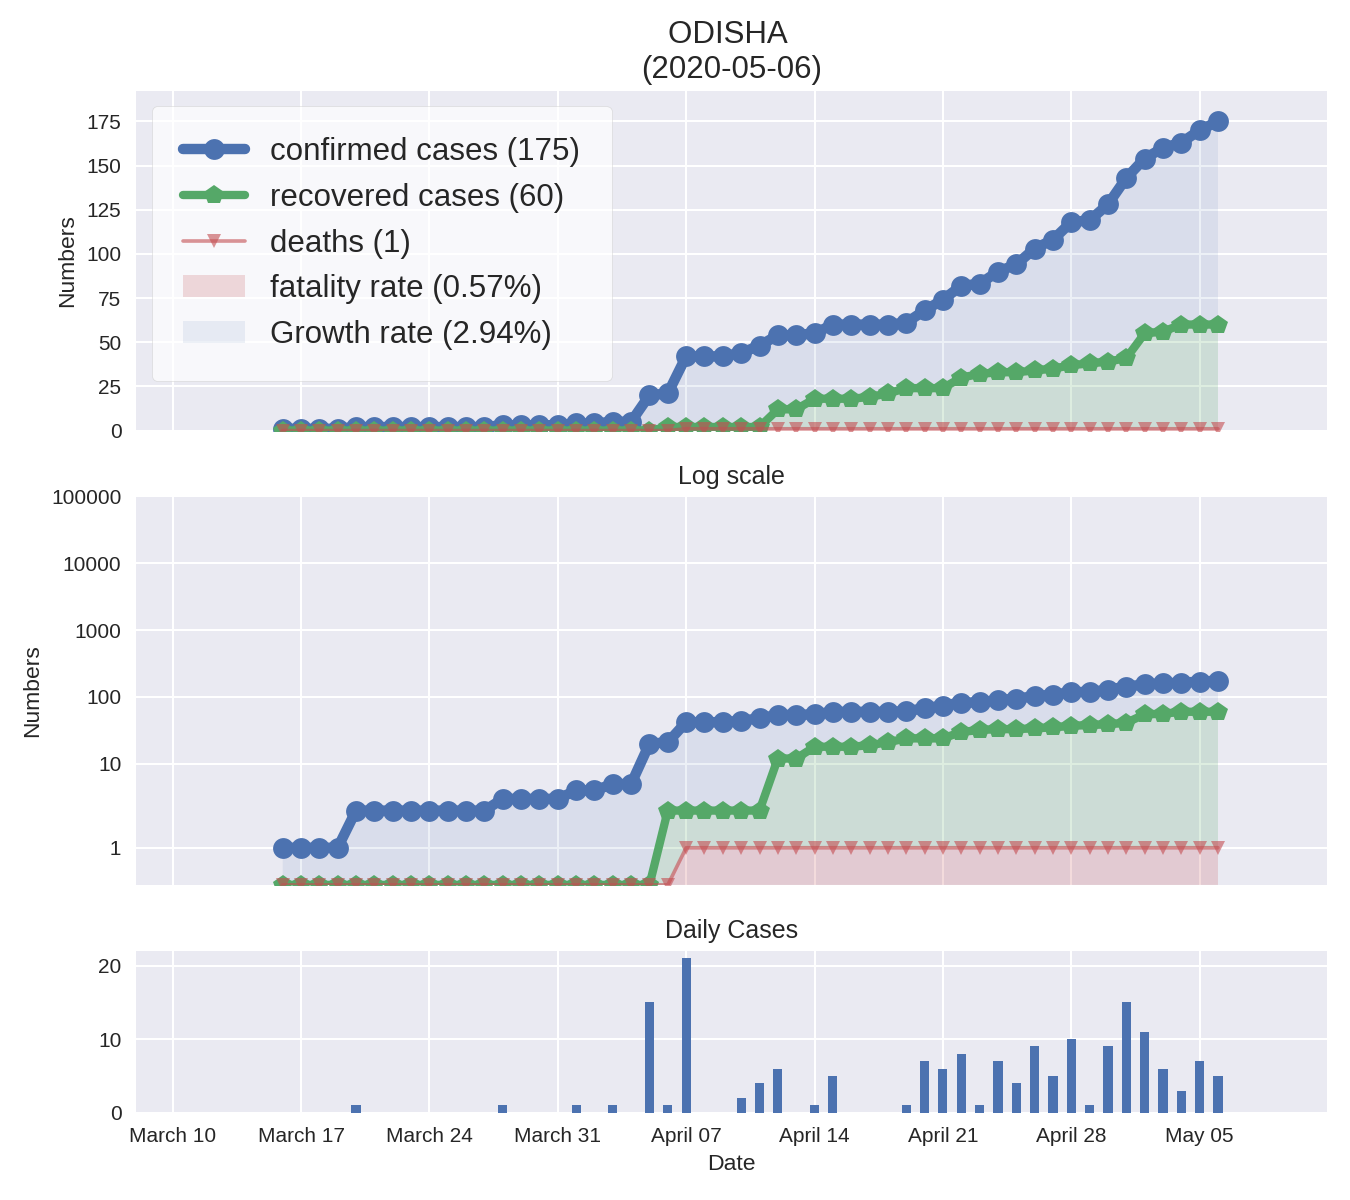 ODISHA
(2020-05-06)
confirmed cases (175)
recovered cases (60)
deaths (1)
fatality rate (0.57%)
Growth rate (2.94%)
Numbers
175
150
125
100
75
50
25
0
Log scale
Numbers
100000
10000
1000
100
10
1
Daily Cases
20
10
0
March 10 March 17 March 24 March 31 April 07 April 14 April 21 April 28 May 05
Date